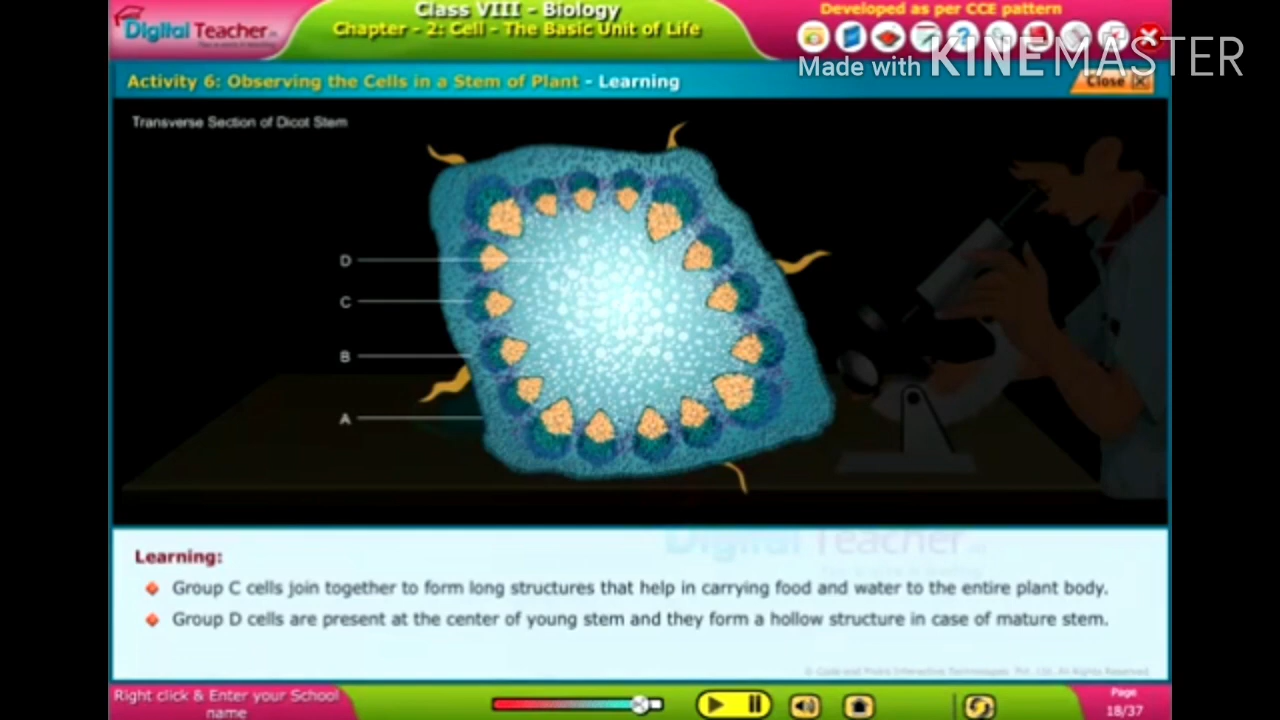 Digital Teacher
Class VIII - Biology
Chapter - 2: Cell - The Basic Unit of Life
Developed as per CCE pattern
Made with KINEMASTER
Activity 6: Observing the Cells in a Stem of Plant - Learning
Close
Transverse Section of Dicot Stem
D
C
B
A
Digital Teacher
Learning:
Group C cells join together to form long structures that help in carrying food and water to the entire plant body.
Group D cells are present at the center of young stem and they form a hollow structure in case of mature stem.
Right click & Enter your School
name
Page
18/37